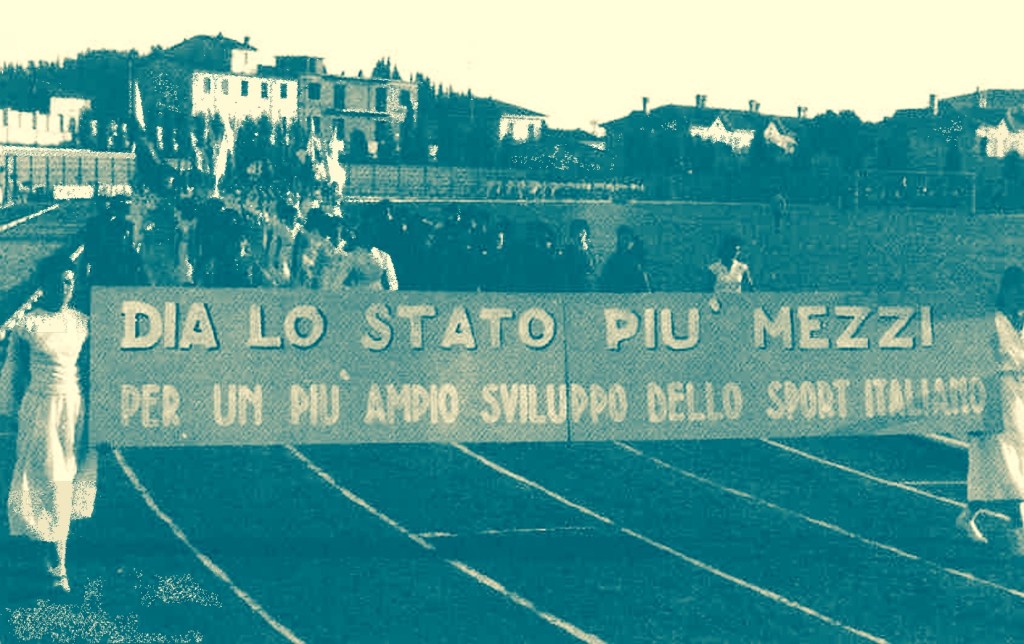 DIA LO STATO PIU' MEZZI
PER UN PIU' AMPIO SVILUPPO DELLO SPORT ITALIANO